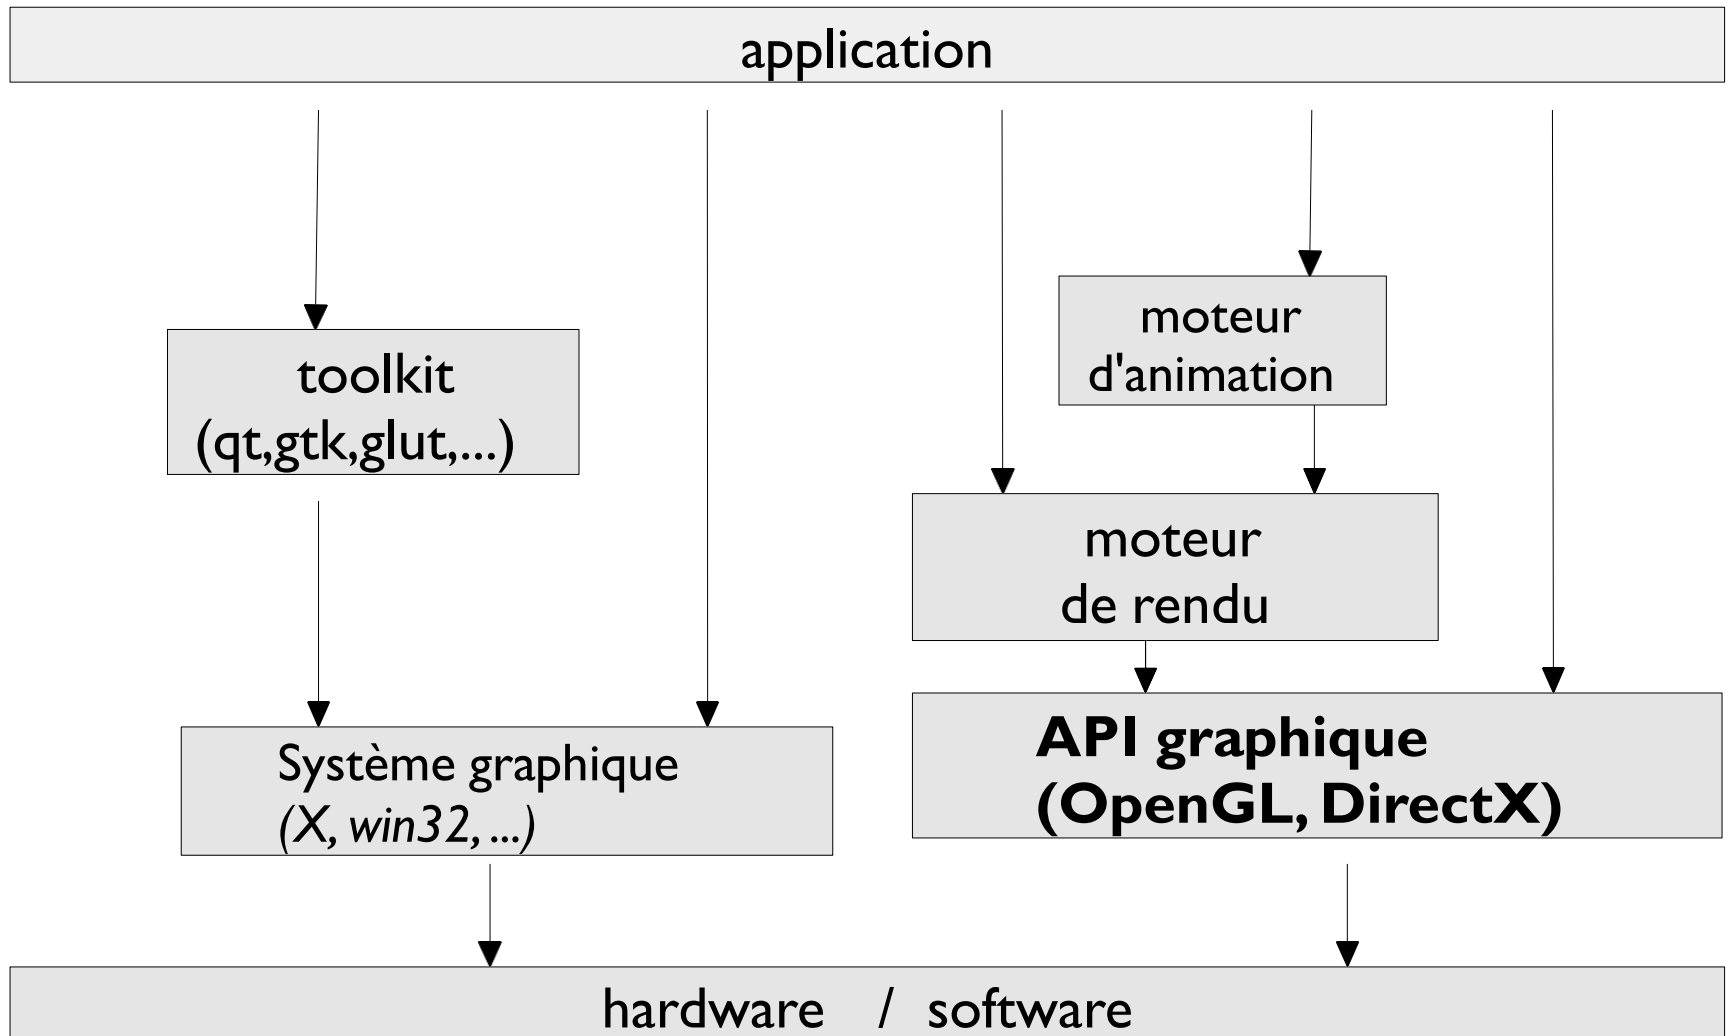 application
toolkit
(qt,gtk,glut,...)
moteur
d'animation
moteur
de rendu
Système graphique
(X, win32, ...)
API graphique
(OpenGL, DirectX)
hardware / software